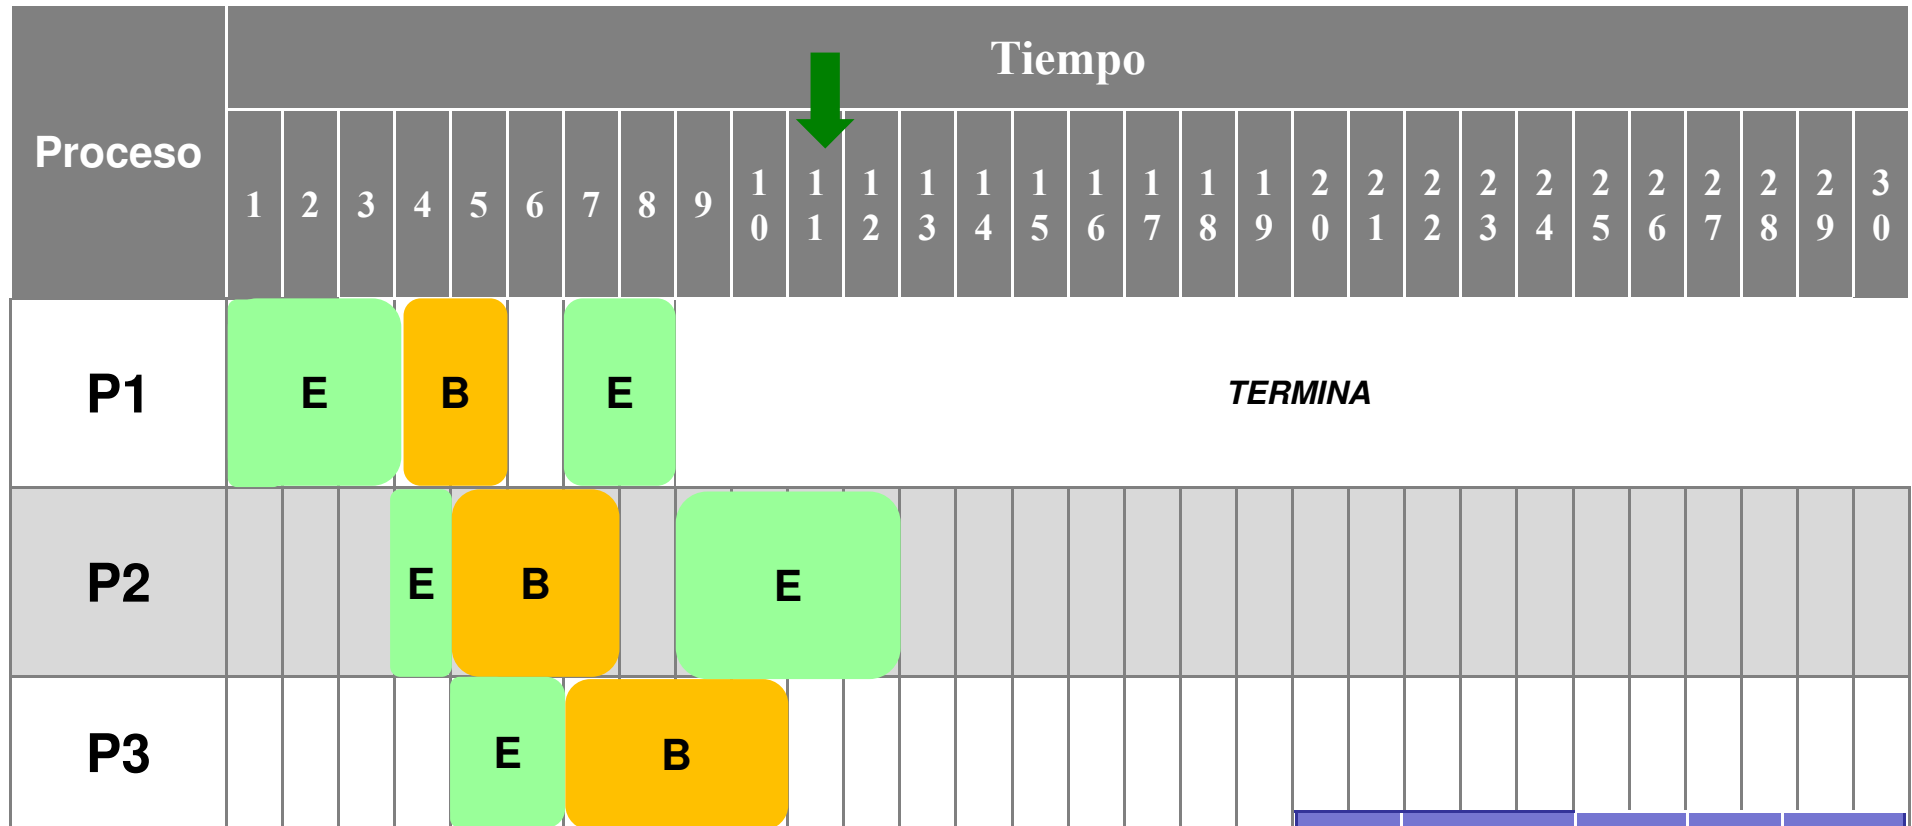 Tiempo
Proceso
1 2 3 4 5 6 7 8 9 10 11 12 13 14 15 16 17 18 19 20 21 22 23 24 25 26 27 28 29 30
P1 E B E TERMINA
P2 E B E
P3 E B